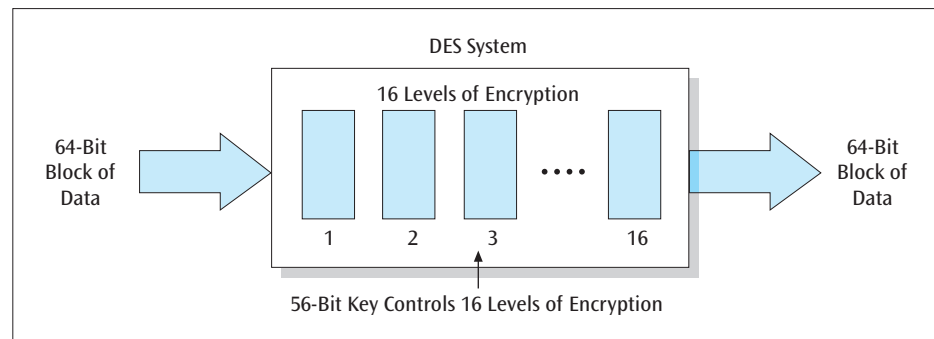 DES System
16 Levels of Encryption
64-Bit
Block of
Data
64-Bit
Block of
Data
1 2 3 •••• 16
56-Bit Key Controls 16 Levels of Encryption